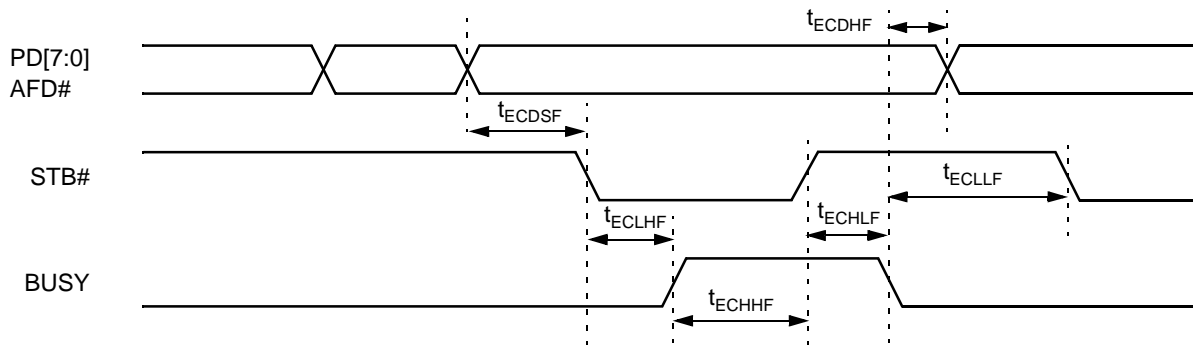 tECDHF
PD[7:0]
AFD#
tECDSF
STB#
tECLLF
tECLHF
tECHLF
BUSY
tECHHF